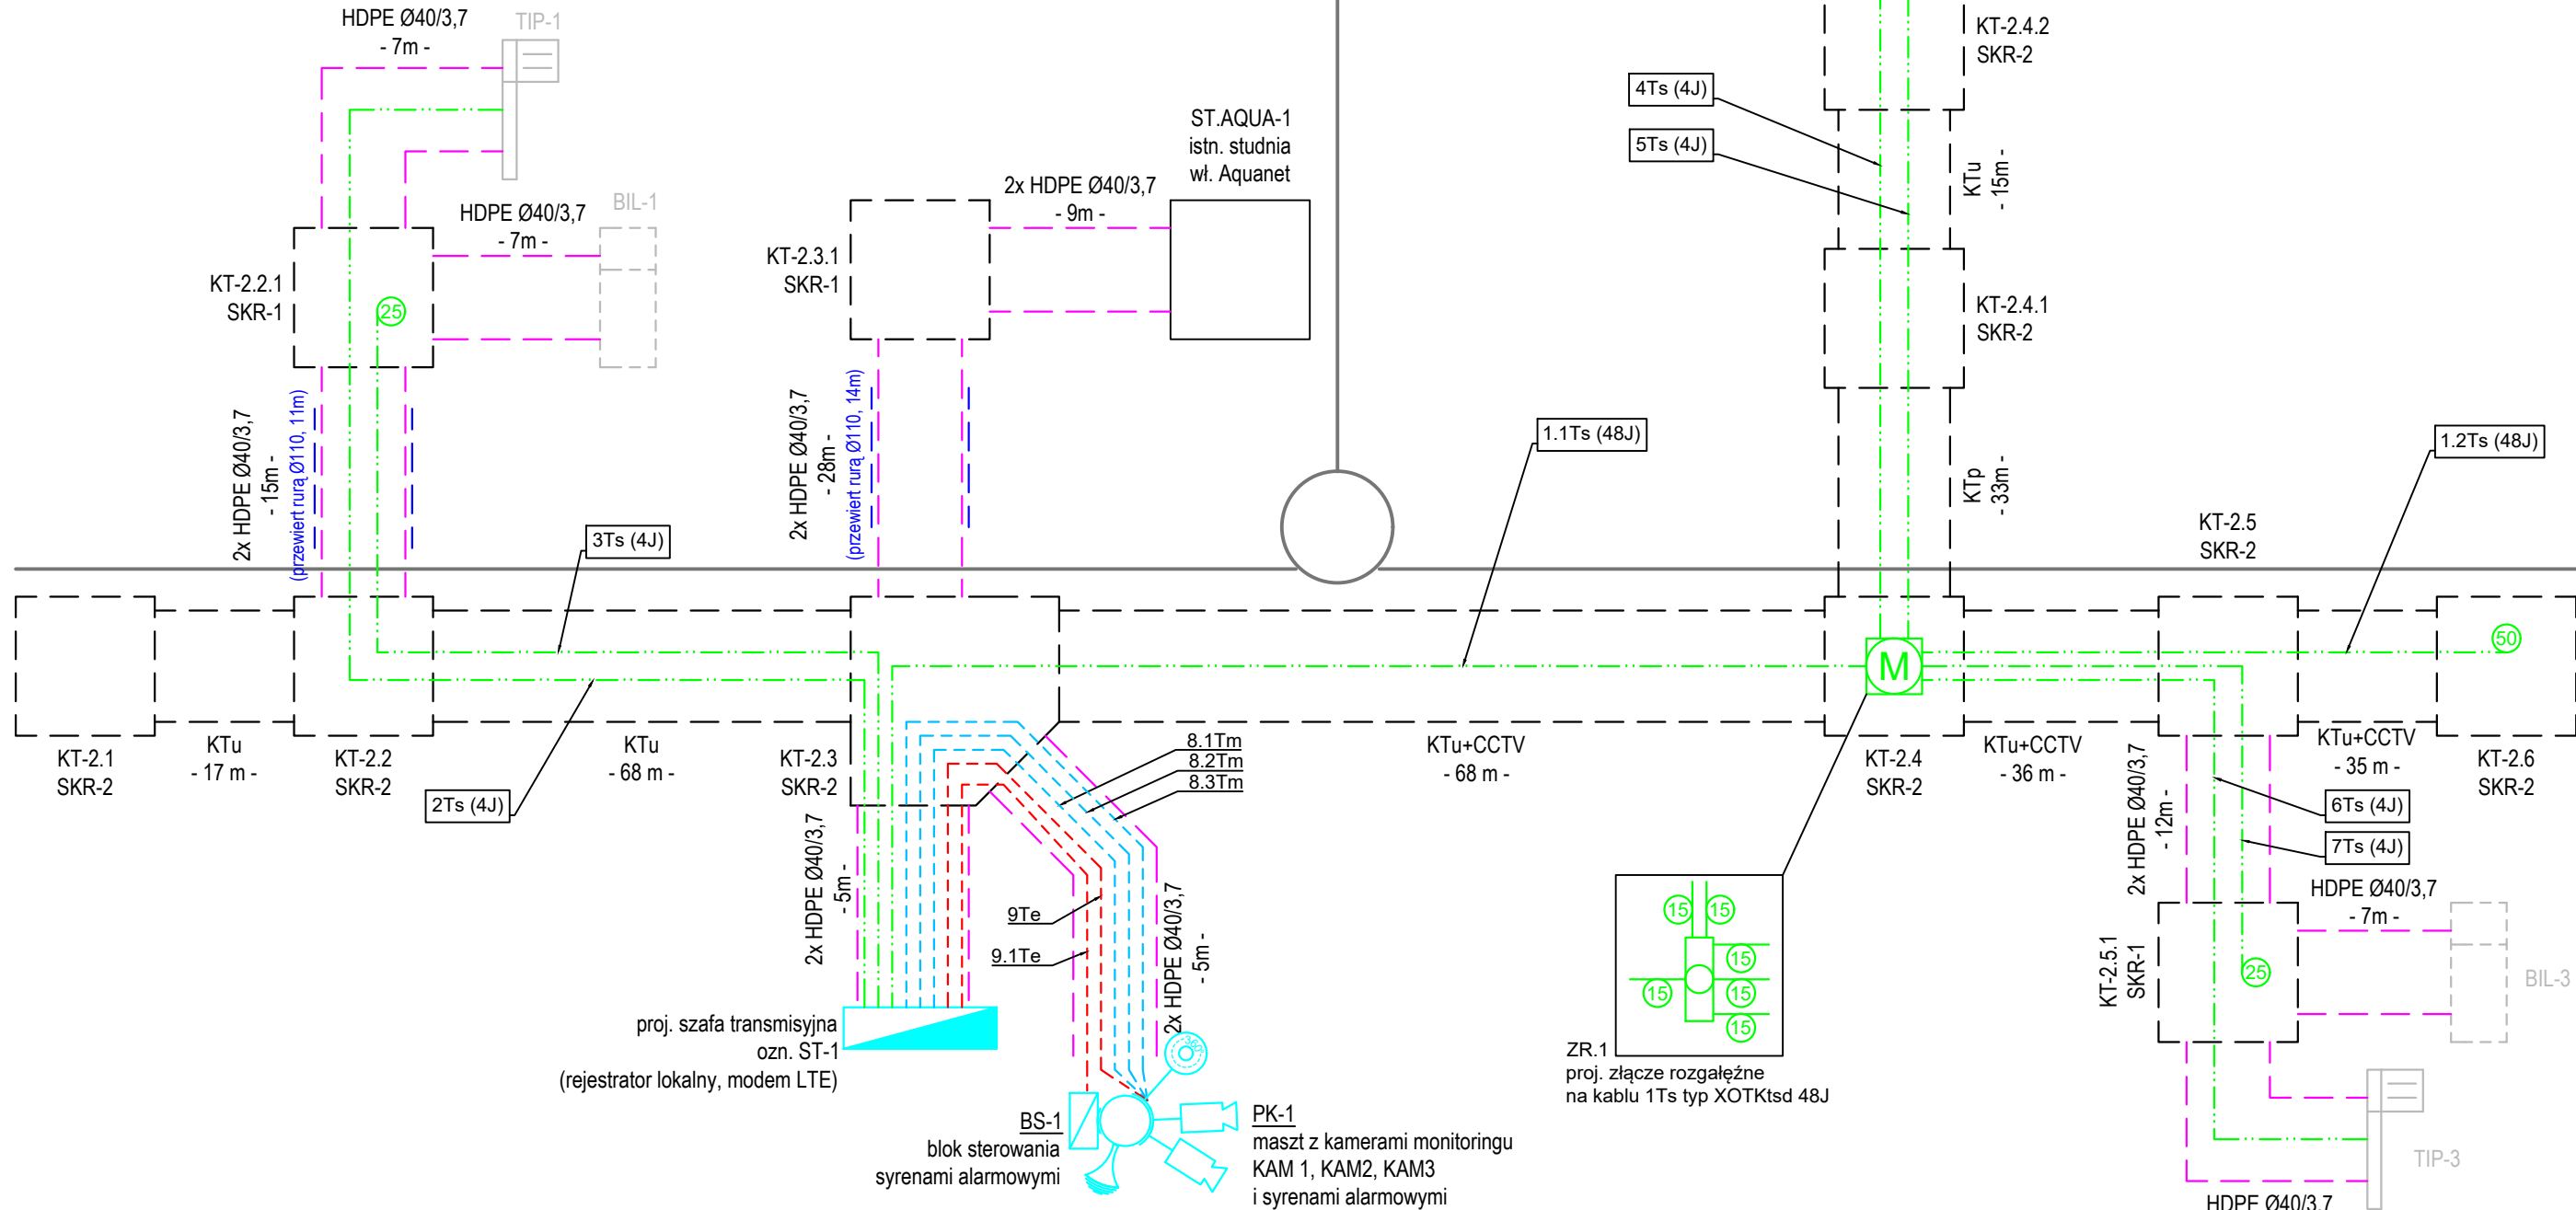 HDPE Ø40/3,7
- 7m -
TIP-1
KT-2.4.2
SKR-2
4Ts (4J)
5Ts (4J)
ST.AQUA-1
istn. studnia
wł. Aquanet
KTu
- 15m -
HDPE Ø40/3,7
- 7m -
BIL-1
2x HDPE Ø40/3,7
- 9m -
KT-2.2.1
SKR-1
25
KT-2.3.1
SKR-1
KT-2.4.1
SKR-2
2x HDPE Ø40/3,7
- 15m -
(przewiert rurą Ø110, 11m)
2x HDPE Ø40/3,7
- 28m -
(przewiert rurą Ø110, 14m)
1.1Ts (48J)
1.2Ts (48J)
KTp
- 33m -
3Ts (4J)
KT-2.5
SKR-2
50
M
KT-2.1
SKR-2
KTu
- 17 m -
KT-2.2
SKR-2
KTu
- 68 m -
KT-2.3
SKR-2
8.1Tm
8.2Tm
8.3Tm
KTu+CCTV
- 68 m -
KT-2.4
SKR-2
KTu+CCTV
- 36 m -
KTu+CCTV
- 35 m -
KT-2.6
SKR-2
2Ts (4J)
2x HDPE Ø40/3,7
- 5m -
9Te
9.1Te
2x HDPE Ø40/3,7
- 5m -
2x HDPE Ø40/3,7
- 12m -
6Ts (4J)
7Ts (4J)
HDPE Ø40/3,7
- 7m -
15
15
15
15
15
15
KT-2.5.1
SKR-1
25
BIL-3
proj. szafa transmisyjna
ozn. ST-1
(rejestrator lokalny, modem LTE)
360°
ZR.1
proj. złącze rozgałęźne
na kablu 1Ts typ XOTKtsd 48J
BS-1
blok sterowania
syrenami alarmowymi
PK-1
maszt z kamerami monitoringu
KAM 1, KAM2, KAM3
i syrenami alarmowymi
TIP-3
HDPE Ø40/3,7